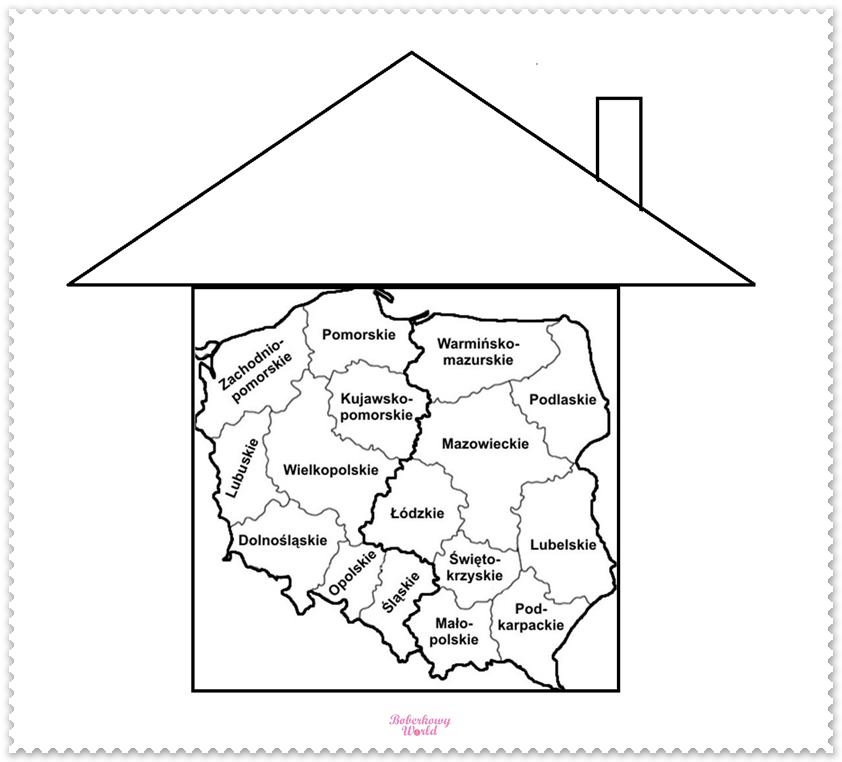 Pomorskie
Warmińsko-
mazurskie
Zachodnio-
pomorskie
Kujawsko-
pomorskie
Podlaskie
Mazowieckie
Lubuskie
Wielkopolskie
Łódzkie
Dolnośląskie
Lubelskie
Opolskie
Śląskie
Święto-
krzyskie
Mało-
polskie
Pod-
karpackie
Boberkowy
World